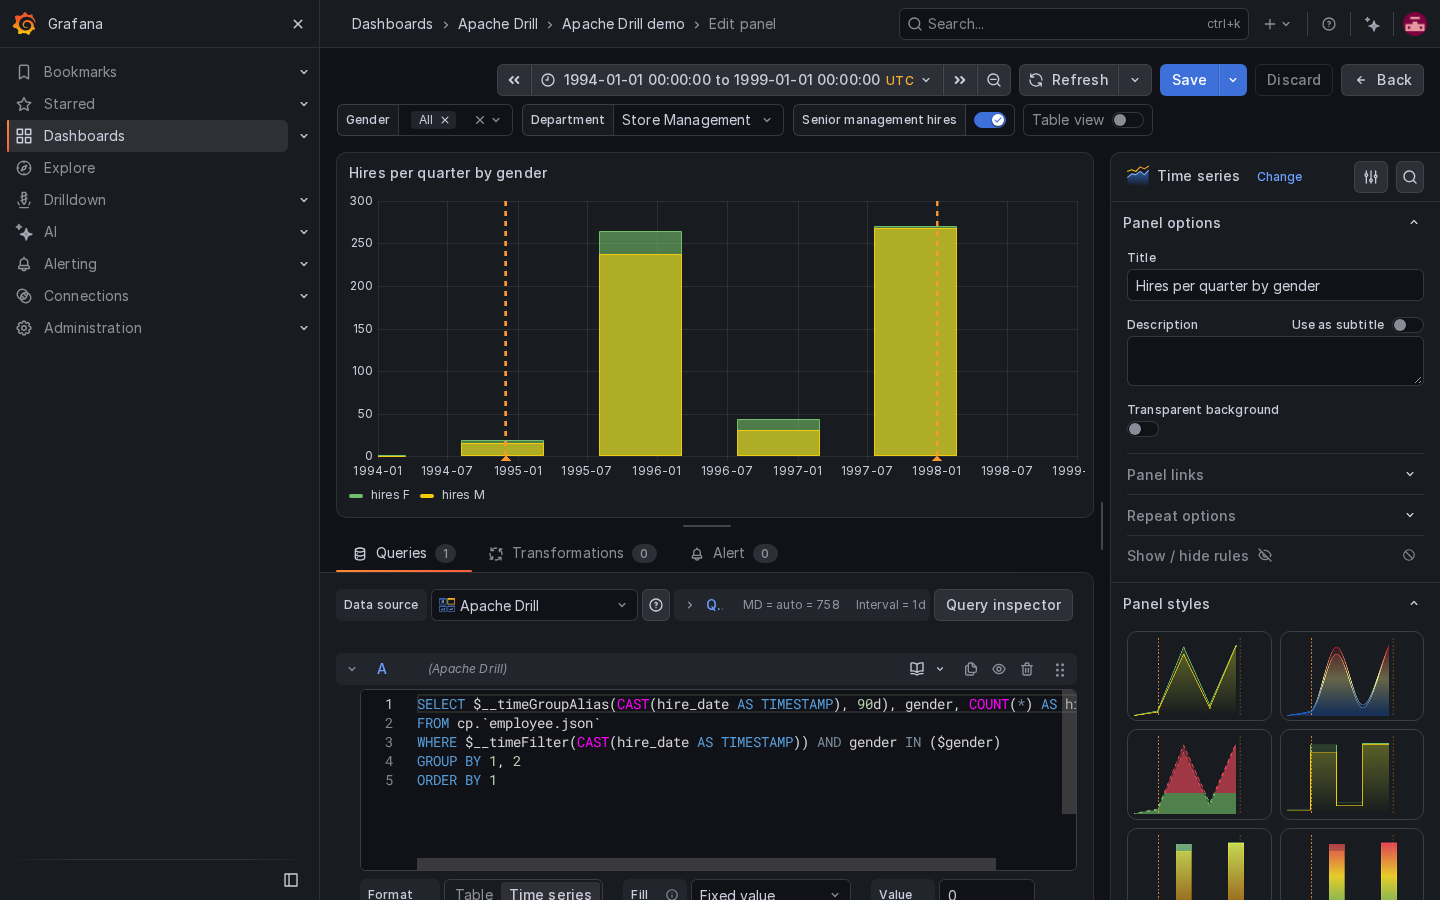 Grafana
Dashboards
Apache Drill
Apache Drill demo
Edit panel
Search...
ctrl+k
Bookmarks
Starred
Dashboards
Explore
Drilldown
AI
Alerting
Connections
Administration
1994-01-01 00:00:00 to 1999-01-01 00:00:00 UTC
Refresh
Save
Discard
Back
Gender
All
Department
Store Management
Senior management hires
Table view
Hires per quarter by gender
300
250
200
150
100
50
0
1994-01
1994-07
1995-01
1995-07
1996-01
1996-07
1997-01
1997-07
1998-01
1998-07
1999-
hires F
hires M
Queries 1
Transformations 0
Alert 0
Data source
Apache Drill
Q.
MD = auto = 758
Interval = 1d
Query inspector
A
(Apache Drill)
1 SELECT $__timeGroupAlias(CAST(hire_date AS TIMESTAMP), 90d), gender, COUNT(*) AS hi
2 FROM cp.`employee.json`
3 WHERE $__timeFilter(CAST(hire_date AS TIMESTAMP)) AND gender IN ($gender)
4 GROUP BY 1, 2
5 ORDER BY 1
Format
Table
Time series
Fill
Fixed value
Value
0
Time series
Change
Panel options
Title
Hires per quarter by gender
Description
Use as subtitle
Transparent background
Panel links
Repeat options
Show / hide rules
Panel styles